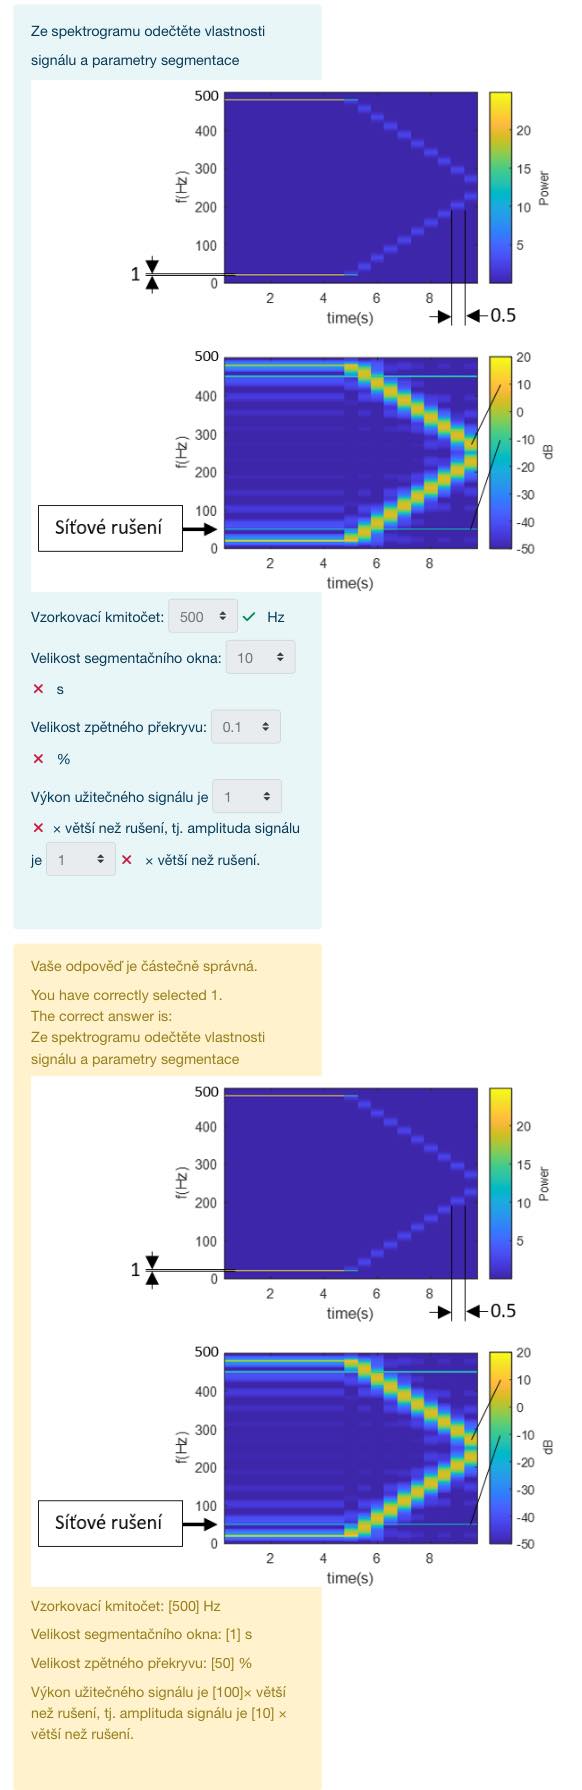 Ze spektrogramu odečtěte vlastnosti
signálu a parametry segmentace
500
400
300
200
100
0
f(Hz)
1
2
4
6
8
time(s)
20
15
10
5
Power
0.5
500
400
300
200
100
0
f(Hz)
Síťové rušení
2
4
6
8
time(s)
20
10
0
-10
-20
-30
-40
-50
dB
Vzorkovací kmitočet: 500 Hz
Velikost segmentačního okna: 10
s
Velikost zpětného překryvu: 0.1
%
Výkon užitečného signálu je 1
× větší než rušení, tj. amplituda signálu
je 1 × větší než rušení.
Vaše odpověď je částečně správná.
You have correctly selected 1.
The correct answer is:
Ze spektrogramu odečtěte vlastnosti
signálu a parametry segmentace
500
400
300
200
100
0
f(Hz)
1
2
4
6
8
time(s)
20
15
10
5
Power
0.5
500
400
300
200
100
0
f(Hz)
Síťové rušení
2
4
6
8
time(s)
20
10
0
-10
-20
-30
-40
-50
dB
Vzorkovací kmitočet: [500] Hz
Velikost segmentačního okna: [1] s
Velikost zpětného překryvu: [50] %
Výkon užitečného signálu je [100]× větší
než rušení, tj. amplituda signálu je [10] ×
větší než rušení.